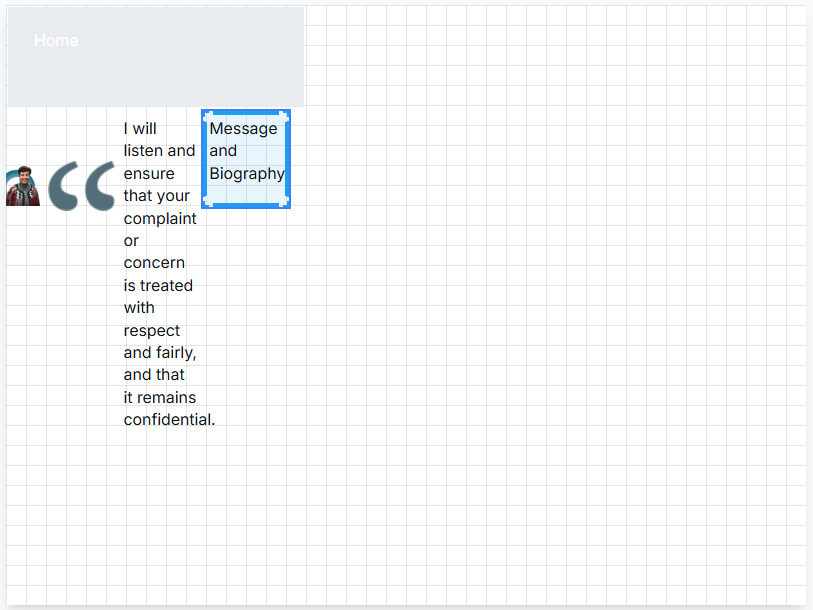 Home
I will
listen and
ensure
that your
complaint
or
concern
is treated
with
respect
and fairly,
and that
it remains
confidential.
Message
and
Biography